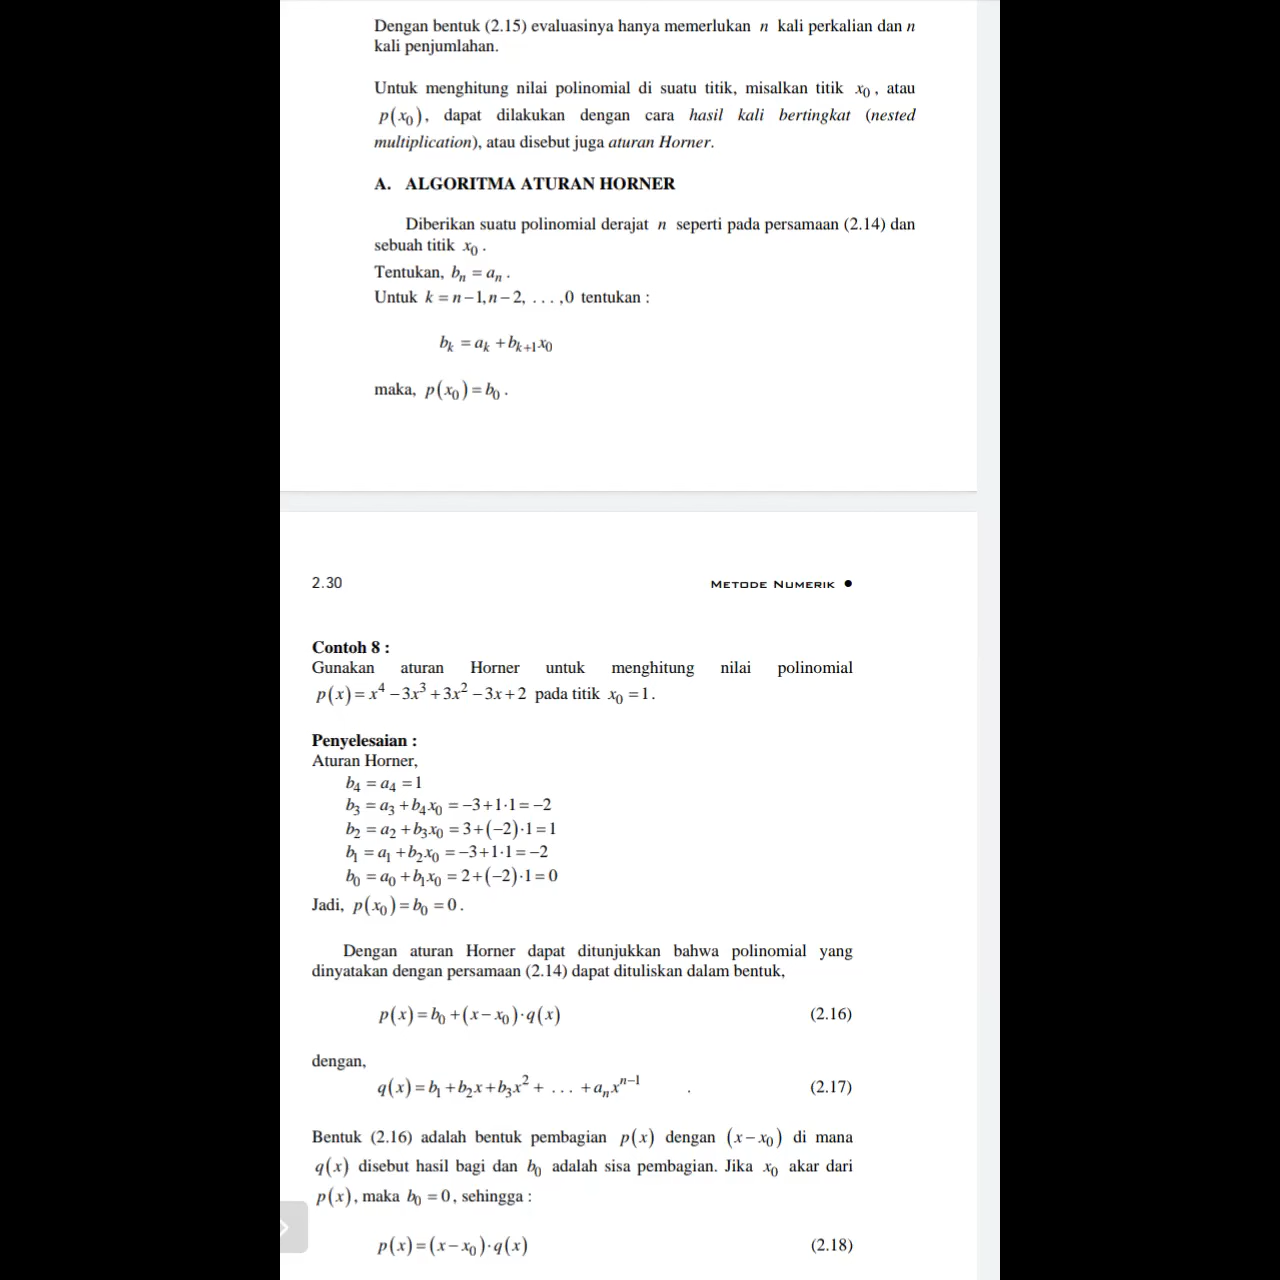 Dengan bentuk (2.15) evaluasinya hanya memerlukan n kali perkalian dan n
kali penjumlahan.
Untuk menghitung nilai polinomial di suatu titik, misalkan titik x₀, atau
p(x₀), dapat dilakukan dengan cara hasil kali bertingkat (nested
multiplication), atau disebut juga aturan Horner.
A. ALGORITMA ATURAN HORNER
Diberikan suatu polinomial derajat n seperti pada persamaan (2.14) dan
sebuah titik x₀.
Tentukan, bₙ = aₙ.
Untuk k = n−1, n−2, . . . ,0 tentukan :
bₖ = aₖ + bₖ₊₁x₀
maka, p(x₀) = b₀.
2.30 METODE NUMERIK ●
Contoh 8 :
Gunakan aturan Horner untuk menghitung nilai polinomial
p(x) = x⁴ − 3x³ + 3x² − 3x + 2 pada titik x₀ = 1.
Penyelesaian :
Aturan Horner,
b₄ = a₄ = 1
b₃ = a₃ + b₄x₀ = −3+1·1 = −2
b₂ = a₂ + b₃x₀ = 3+(−2)·1 = 1
b₁ = a₁ + b₂x₀ = −3+1·1 = −2
b₀ = a₀ + b₁x₀ = 2+(−2)·1 = 0
Jadi, p(x₀) = b₀ = 0.
Dengan aturan Horner dapat ditunjukkan bahwa polinomial yang
dinyatakan dengan persamaan (2.14) dapat dituliskan dalam bentuk,
p(x) = b₀ + (x − x₀)·q(x) (2.16)
dengan,
q(x) = b₁ + b₂x + b₃x² + . . . + aₙxⁿ⁻¹ . (2.17)
Bentuk (2.16) adalah bentuk pembagian p(x) dengan (x − x₀) di mana
q(x) disebut hasil bagi dan b₀ adalah sisa pembagian. Jika x₀ akar dari
p(x), maka b₀ = 0, sehingga :
p(x) = (x − x₀)·q(x) (2.18)